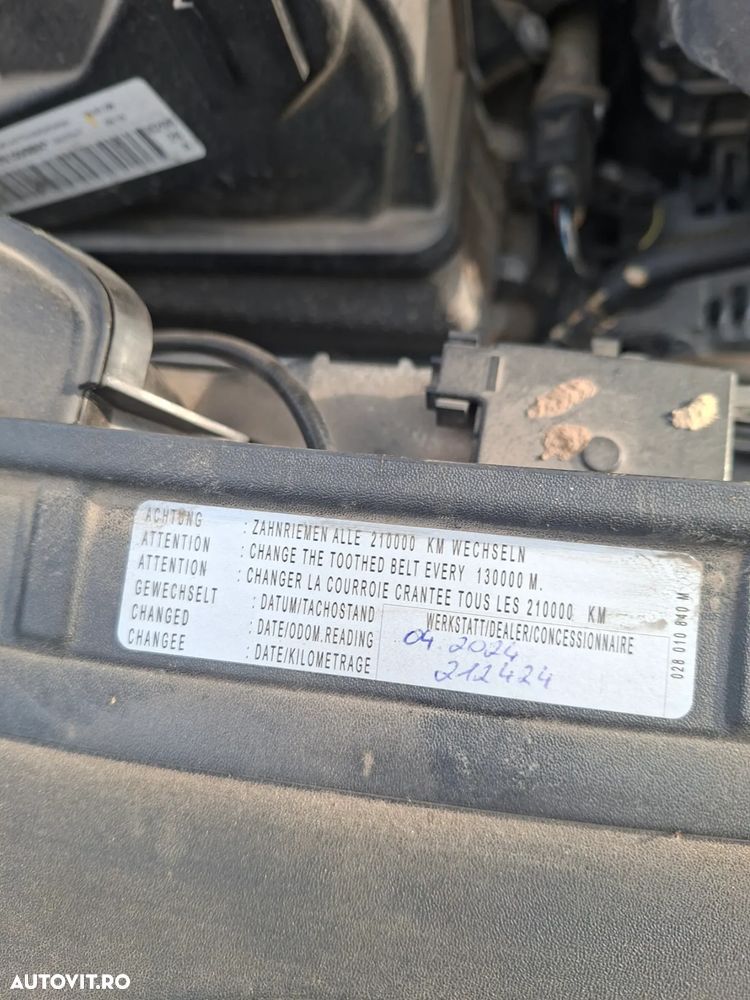 ACHTUNG : ZAHNRIEMEN ALLE 210000 KM WECHSELN
ATTENTION : CHANGE THE TOOTHED BELT EVERY 130000 M.
ATTENTION : CHANGER LA COURROIE CRANTEE TOUS LES 210000 KM
GEWECHSELT : DATUM/TACHOSTAND WERKSTATT/DEALER/CONCESSIONNAIRE
CHANGED : DATE/ODOM.READING 04.2024
CHANGEE : DATE/KILOMETRAGE 212424
028 010 840 M
AUTOVIT.RO